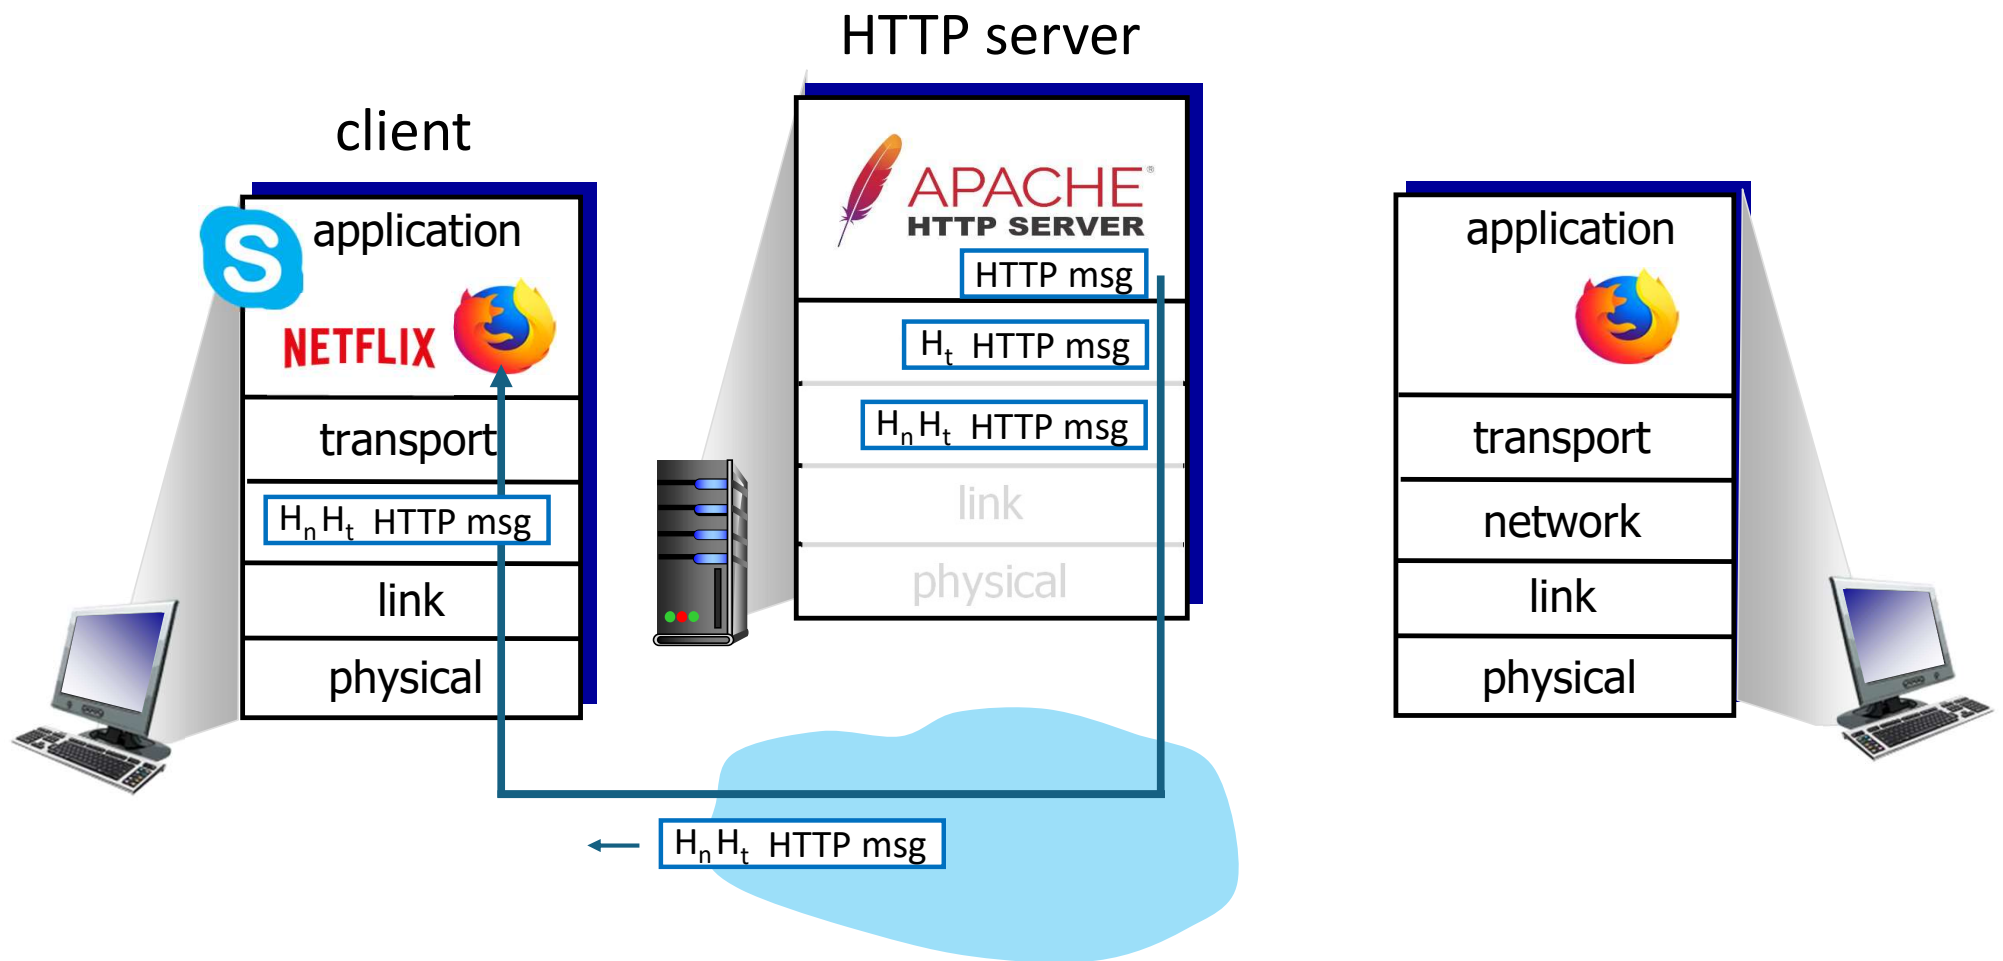 HTTP server
client
APACHE®
HTTP SERVER
HTTP msg
Ht HTTP msg
HnHt HTTP msg
link
physical
S
application
NETFLIX
transport
HnHt HTTP msg
link
physical
application
transport
network
link
physical
HnHt HTTP msg